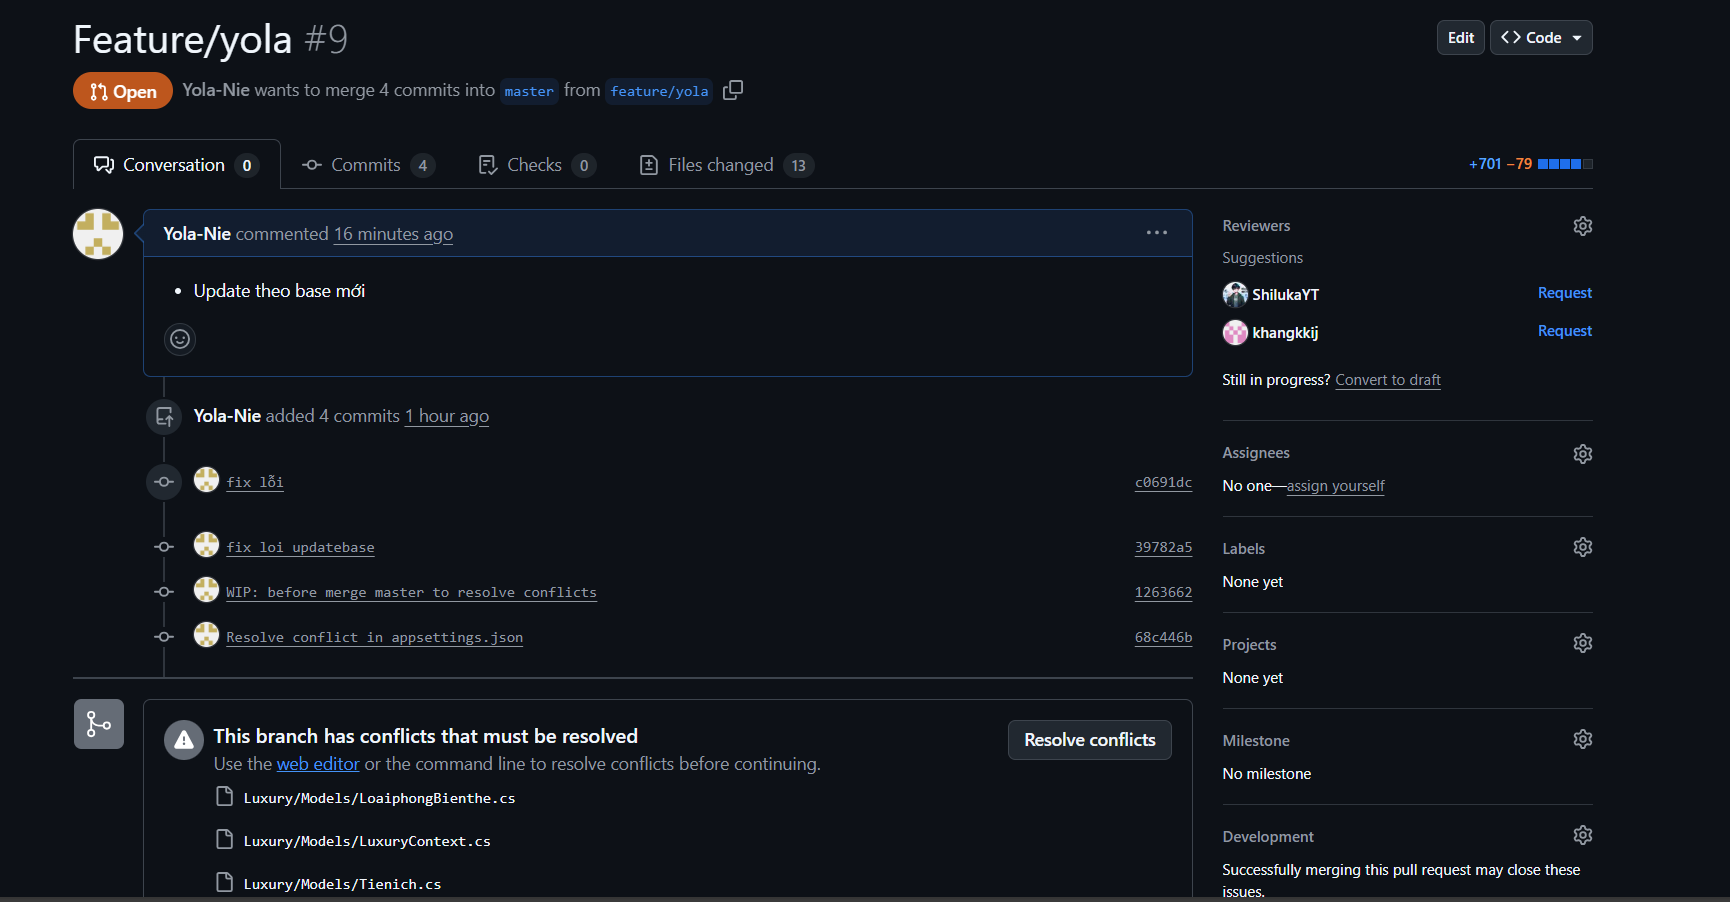 Feature/yola #9
Edit
Code
Open
Yola-Nie wants to merge 4 commits into master from feature/yola
Conversation 0
Commits 4
Checks 0
Files changed 13
+701 −79
Yola-Nie commented 16 minutes ago
Update theo base mới
Yola-Nie added 4 commits 1 hour ago
fix lỗi
c0691dc
fix loi updatebase
39782a5
WIP: before merge master to resolve conflicts
1263662
Resolve conflict in appsettings.json
68c446b
This branch has conflicts that must be resolved
Use the web editor or the command line to resolve conflicts before continuing.
Resolve conflicts
Luxury/Models/LoaiphongBienthe.cs
Luxury/Models/LuxuryContext.cs
Luxury/Models/Tienich.cs
Reviewers
Suggestions
ShilukaYT
Request
khangkkij
Request
Still in progress? Convert to draft
Assignees
No one—assign yourself
Labels
None yet
Projects
None yet
Milestone
No milestone
Development
Successfully merging this pull request may close these
issues.